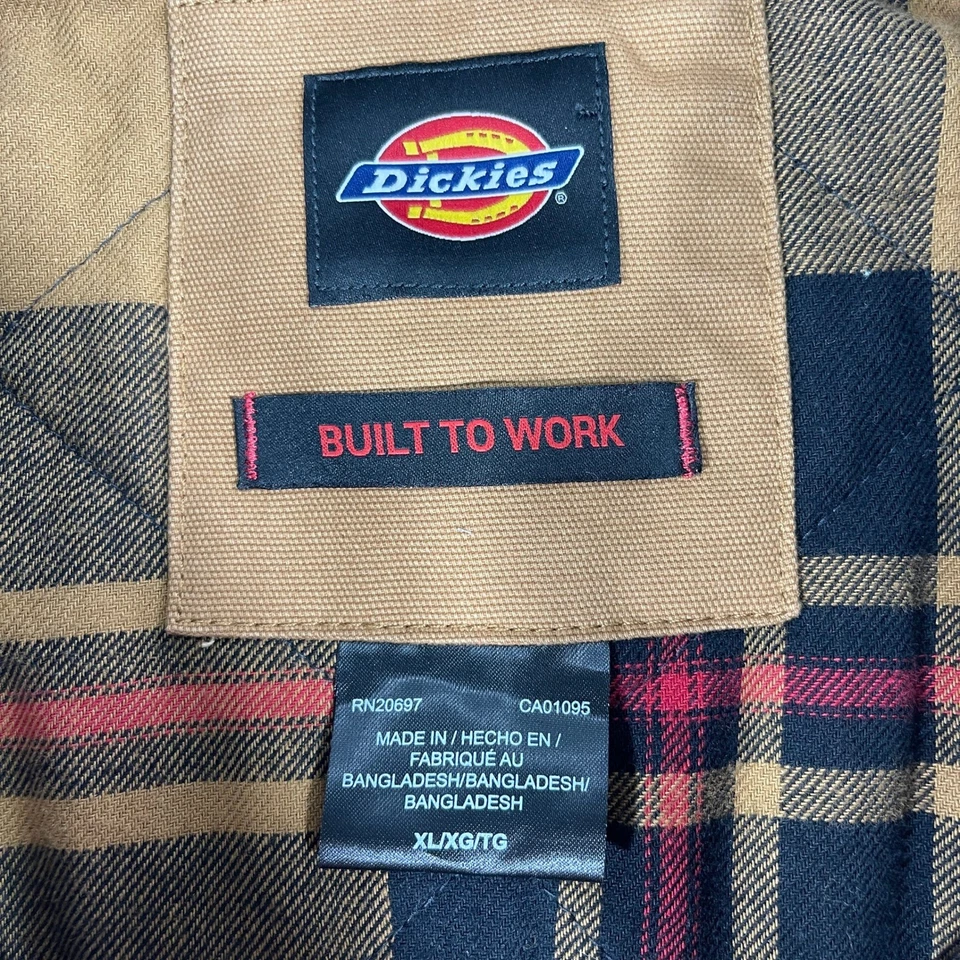 Dickies®
BUILT TO WORK
RN20697 CA01095
MADE IN / HECHO EN /
FABRIQUÉ AU
BANGLADESH/BANGLADESH/
BANGLADESH
XL/XG/TG